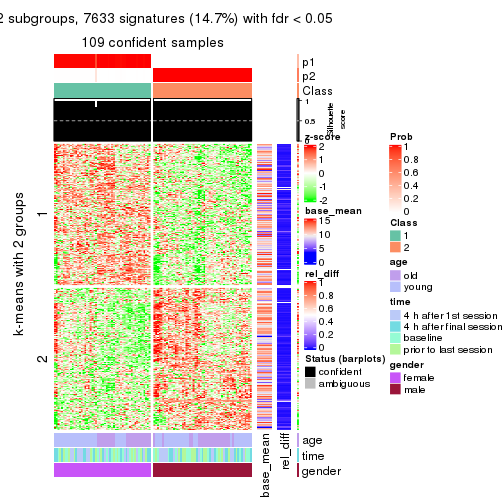 2 subgroups, 7633 signatures (14.7%) with fdr < 0.05
109 confident samples
p1
p2
Class
1
0.5
0
Silhouette
score
k-means with 2 groups
1
2
z-score
2
1
0
-1
-2
base_mean
15
10
5
0
rel_diff
1
0.8
0.6
0.4
0.2
0
Status (barplots)
confident
ambiguous
Prob
1
0.8
0.6
0.4
0.2
0
Class
1
2
age
old
young
time
4 h after 1st session
4 h after final session
baseline
prior to last session
gender
female
male
age
time
gender
base_mean
rel_diff